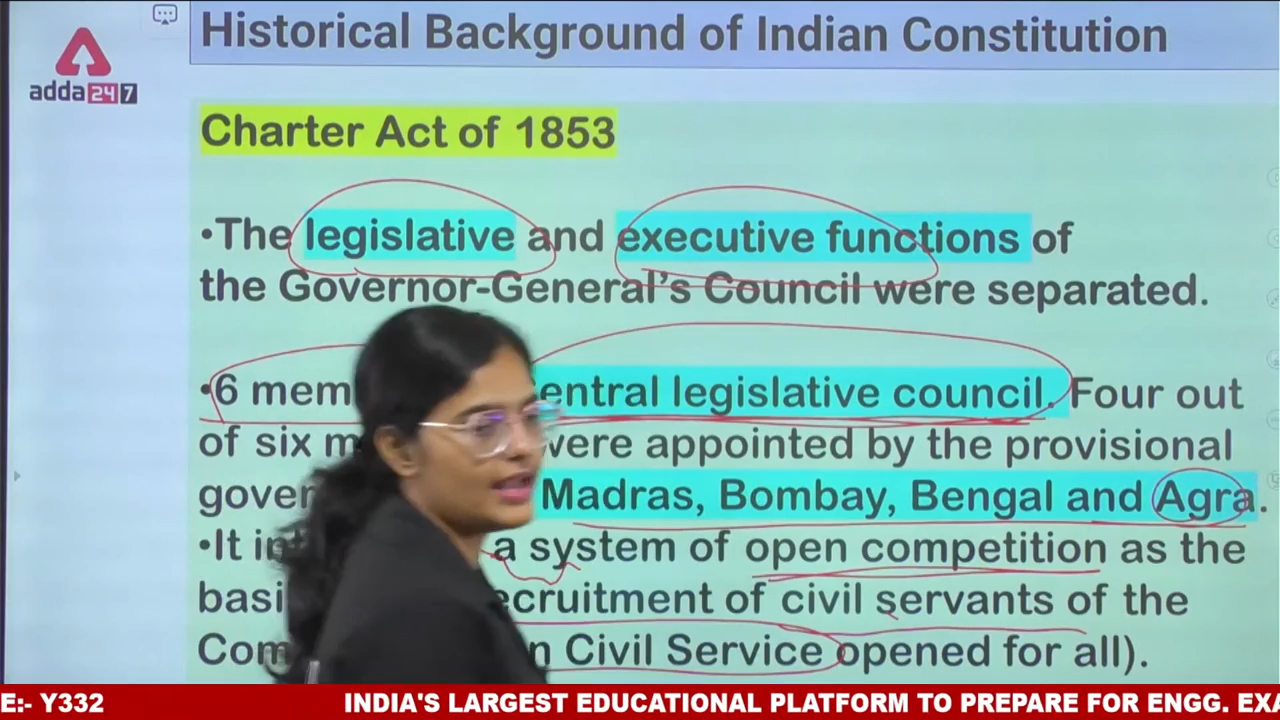 Historical Background of Indian Constitution
adda247
Charter Act of 1853
•The legislative and executive functions of
the Governor-General's Council were separated.
•6 mem entral legislative council. Four out
of six m were appointed by the provisional
gover Madras, Bombay, Bengal and Agra.
•It int a system of open competition as the
basi ecruitment of civil servants of the
Com n Civil Service opened for all).
E:- Y332 INDIA'S LARGEST EDUCATIONAL PLATFORM TO PREPARE FOR ENGG. EXA